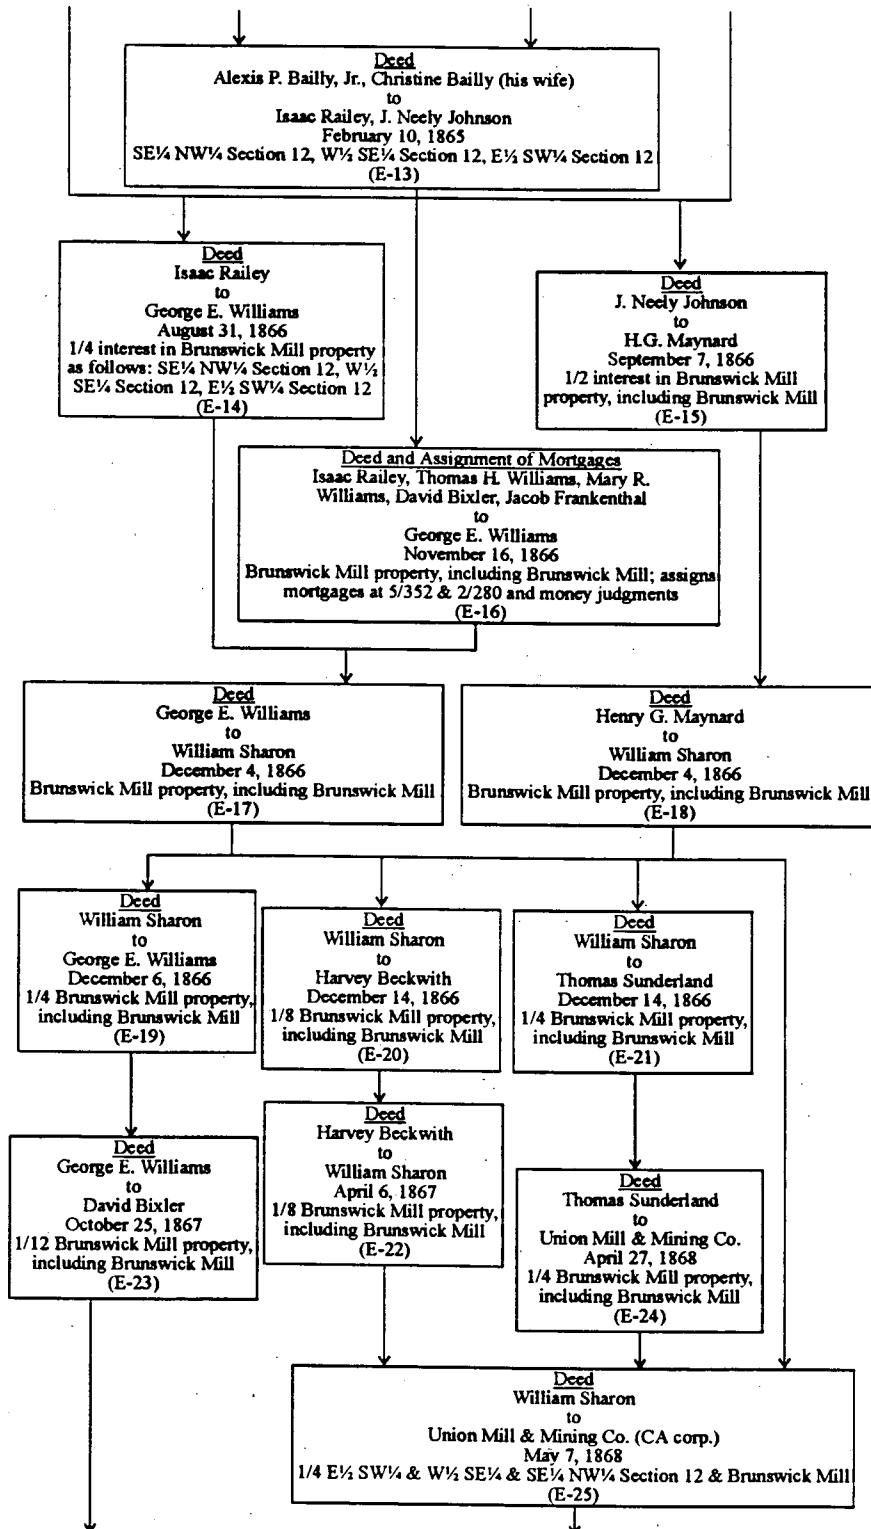 Deed
Alexis P. Bailly, Jr., Christine Bailly (his wife)
to
Isaac Railey, J. Neely Johnson
February 10, 1865
SE¼ NW¼ Section 12, W½ SE¼ Section 12, E½ SW¼ Section 12
(E-13)
Deed
Isaac Railey
to
George E. Williams
August 31, 1866
1/4 interest in Brunswick Mill property
as follows: SE¼ NW¼ Section 12, W½
SE¼ Section 12, E½ SW¼ Section 12
(E-14)
Deed
J. Neely Johnson
to
H.G. Maynard
September 7, 1866
1/2 interest in Brunswick Mill
property, including Brunswick Mill
(E-15)
Deed and Assignment of Mortgages
Isaac Railey, Thomas H. Williams, Mary R.
Williams, David Bixler, Jacob Frankenthal
to
George E. Williams
November 16, 1866
Brunswick Mill property, including Brunswick Mill; assigns
mortgages at 5/352 & 2/280 and money judgments
(E-16)
Deed
George E. Williams
to
William Sharon
December 4, 1866
Brunswick Mill property, including Brunswick Mill
(E-17)
Deed
Henry G. Maynard
to
William Sharon
December 4, 1866
Brunswick Mill property, including Brunswick Mill
(E-18)
Deed
William Sharon
to
George E. Williams
December 6, 1866
1/4 Brunswick Mill property,
including Brunswick Mill
(E-19)
Deed
William Sharon
to
Harvey Beckwith
December 14, 1866
1/8 Brunswick Mill property,
including Brunswick Mill
(E-20)
Deed
William Sharon
to
Thomas Sunderland
December 14, 1866
1/4 Brunswick Mill property,
including Brunswick Mill
(E-21)
Deed
Harvey Beckwith
to
William Sharon
April 6, 1867
1/8 Brunswick Mill property,
including Brunswick Mill
(E-22)
Deed
George E. Williams
to
David Bixler
October 25, 1867
1/12 Brunswick Mill property,
including Brunswick Mill
(E-23)
Deed
Thomas Sunderland
to
Union Mill & Mining Co.
April 27, 1868
1/4 Brunswick Mill property,
including Brunswick Mill
(E-24)
Deed
William Sharon
to
Union Mill & Mining Co. (CA corp.)
May 7, 1868
1/4 E½ SW¼ & W½ SE¼ & SE¼ NW¼ Section 12 & Brunswick Mill
(E-25)